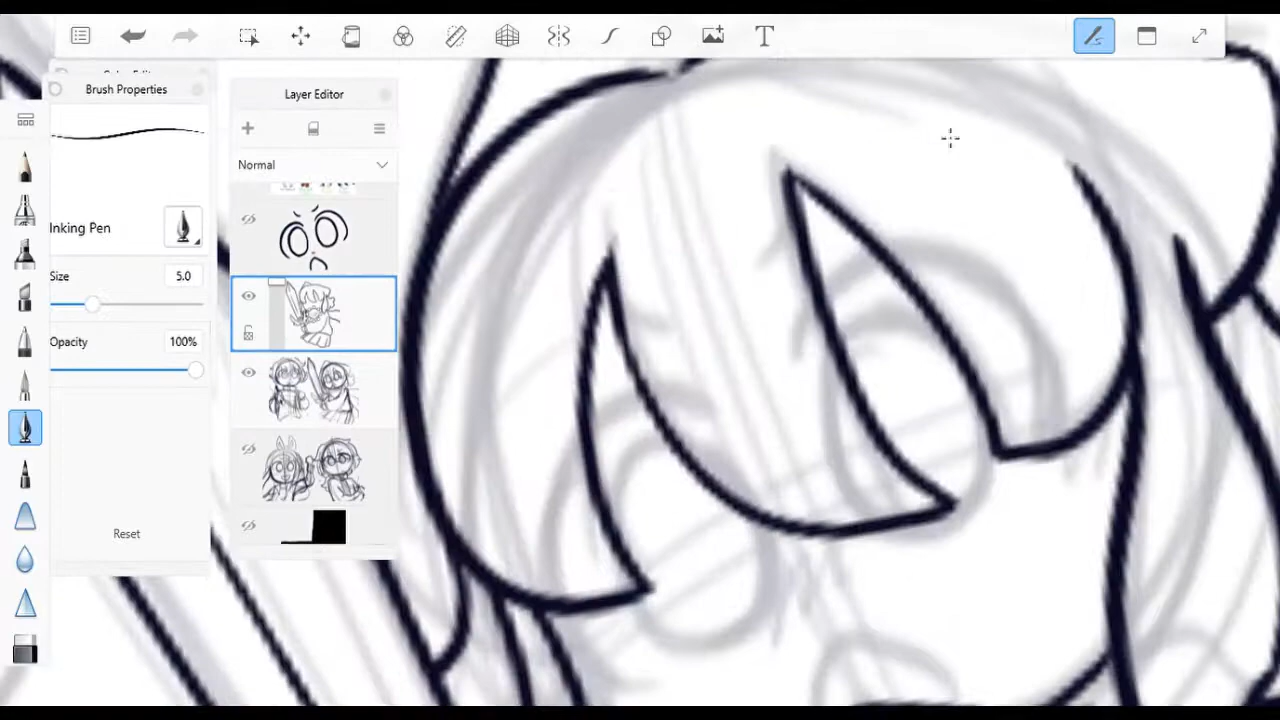 Brush Properties
Layer Editor
Normal
Inking Pen
Size
5.0
Opacity
100%
Reset